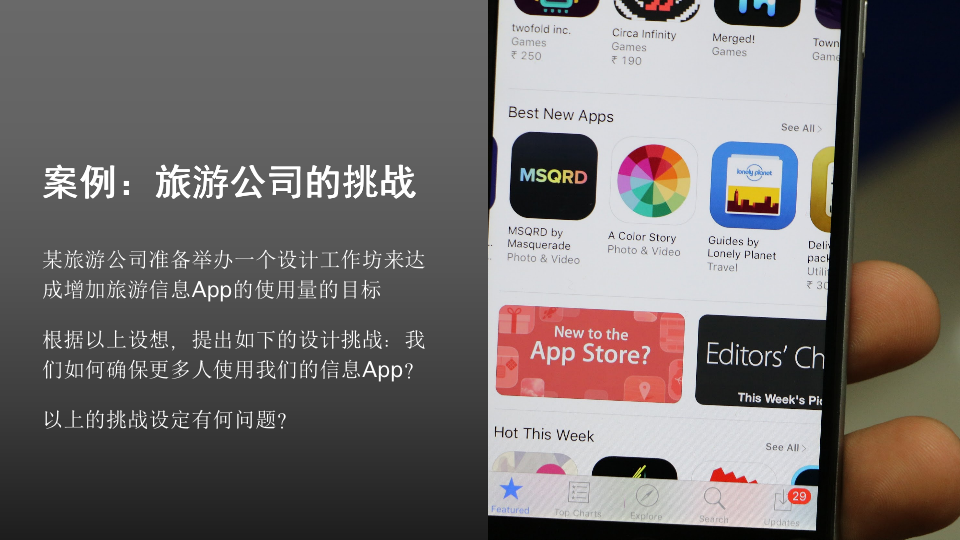 案例：旅游公司的挑战
某旅游公司准备举办一个设计工作坊来达
成增加旅游信息App的使用量的目标
根据以上设想，提出如下的设计挑战：我
们如何确保更多人使用我们的信息App？
以上的挑战设定有何问题？
twofold inc.
Games
₹ 250
Circa Infinity
Games
₹ 190
Merged!
Games
Town
Game
Best New Apps
See All >
MSQRD
lonely planet
MSQRD by
Masquerade
Photo & Video
A Color Story
Photo & Video
Guides by
Lonely Planet
Travel
Deliv
pack
Utilit
₹ 30
New to the
App Store?
Editors' Ch
This Week's Pic
Hot This Week
See All >
Featured
Top Charts
Explore
Search
Updates
29